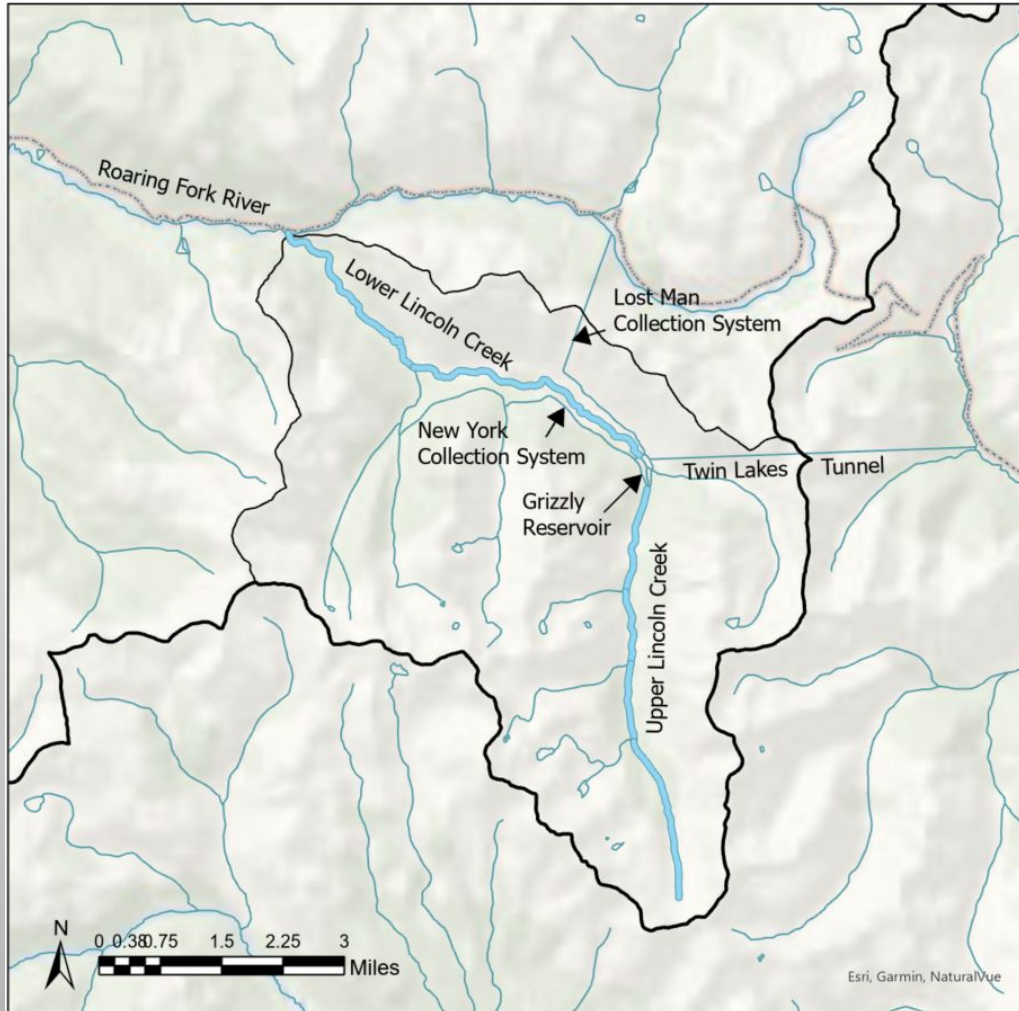 Roaring Fork River
Lower Lincoln Creek
Lost Man
Collection System
New York
Collection System
Twin Lakes
Tunnel
Grizzly
Reservoir
Upper Lincoln Creek
N
0 0.38 0.75 1.5 2.25 3
Miles
Esri, Garmin, NaturalVue